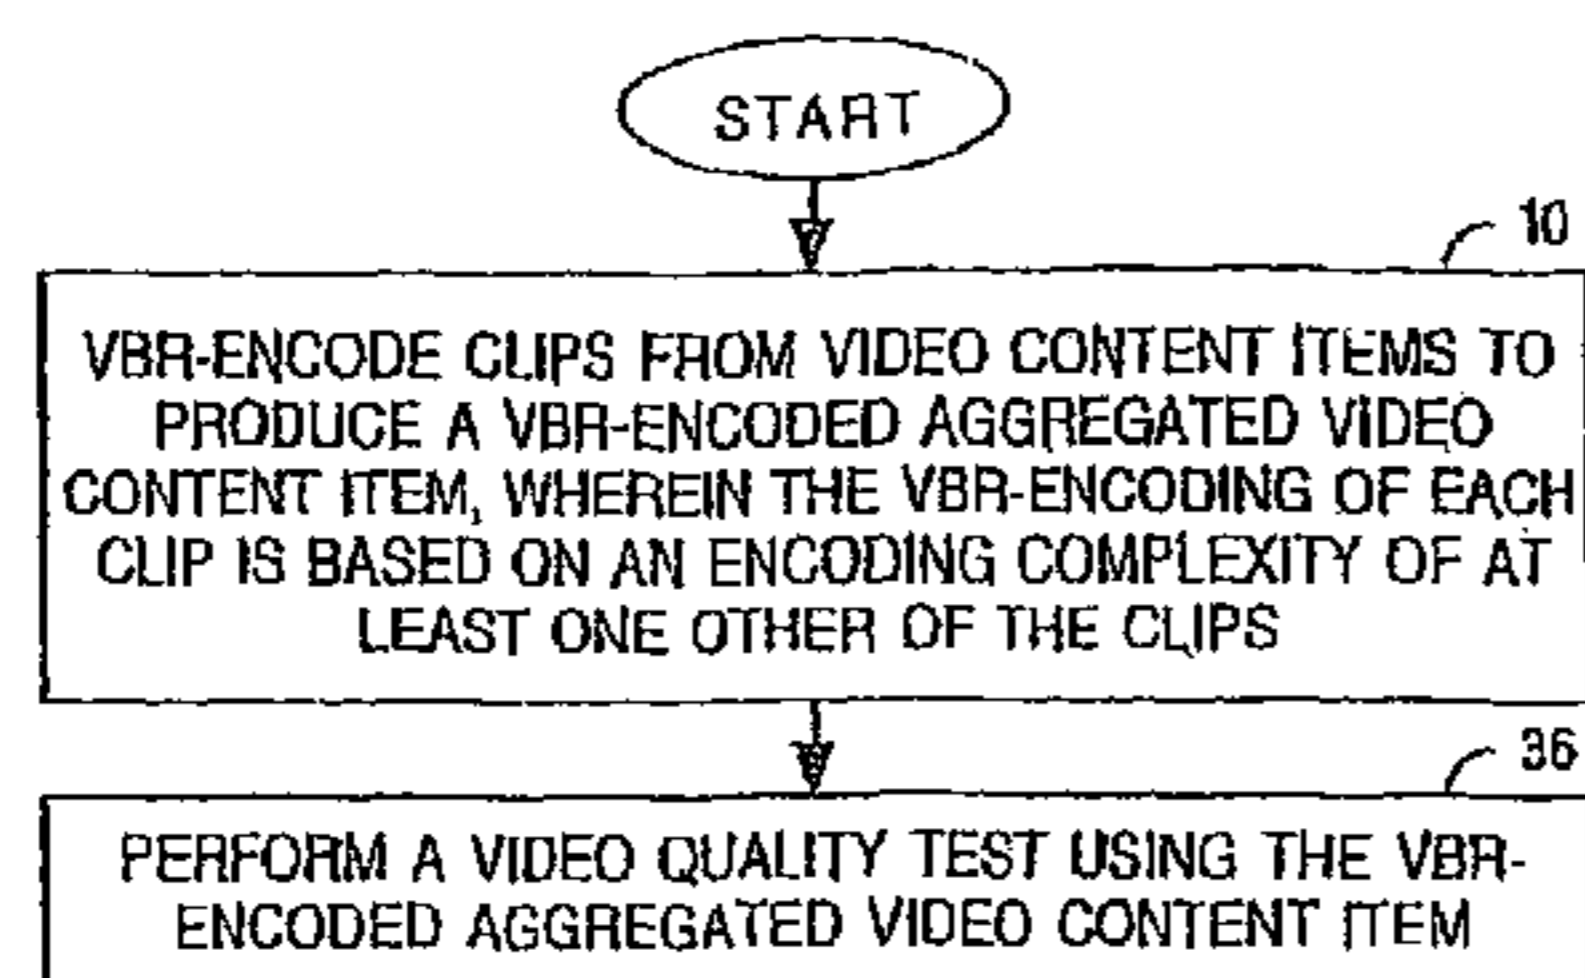 START
10
VBR-ENCODE CLIPS FROM VIDEO CONTENT ITEMS TO
PRODUCE A VBR-ENCODED AGGREGATED VIDEO
CONTENT ITEM, WHEREIN THE VBR-ENCODING OF EACH
CLIP IS BASED ON AN ENCODING COMPLEXITY OF AT
LEAST ONE OTHER OF THE CLIPS
36
PERFORM A VIDEO QUALITY TEST USING THE VBR-
ENCODED AGGREGATED VIDEO CONTENT ITEM